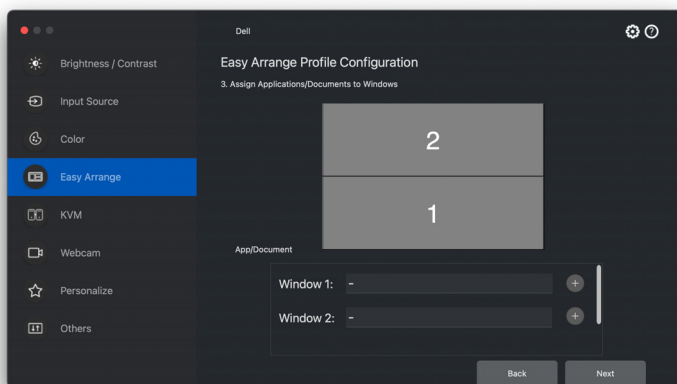 Dell
Brightness / Contrast
Input Source
Color
Easy Arrange
KVM
Webcam
Personalize
Others
Easy Arrange Profile Configuration
3. Assign Applications/Documents to Windows
2
1
App/Document
Window 1: -
Window 2: -
Back
Next